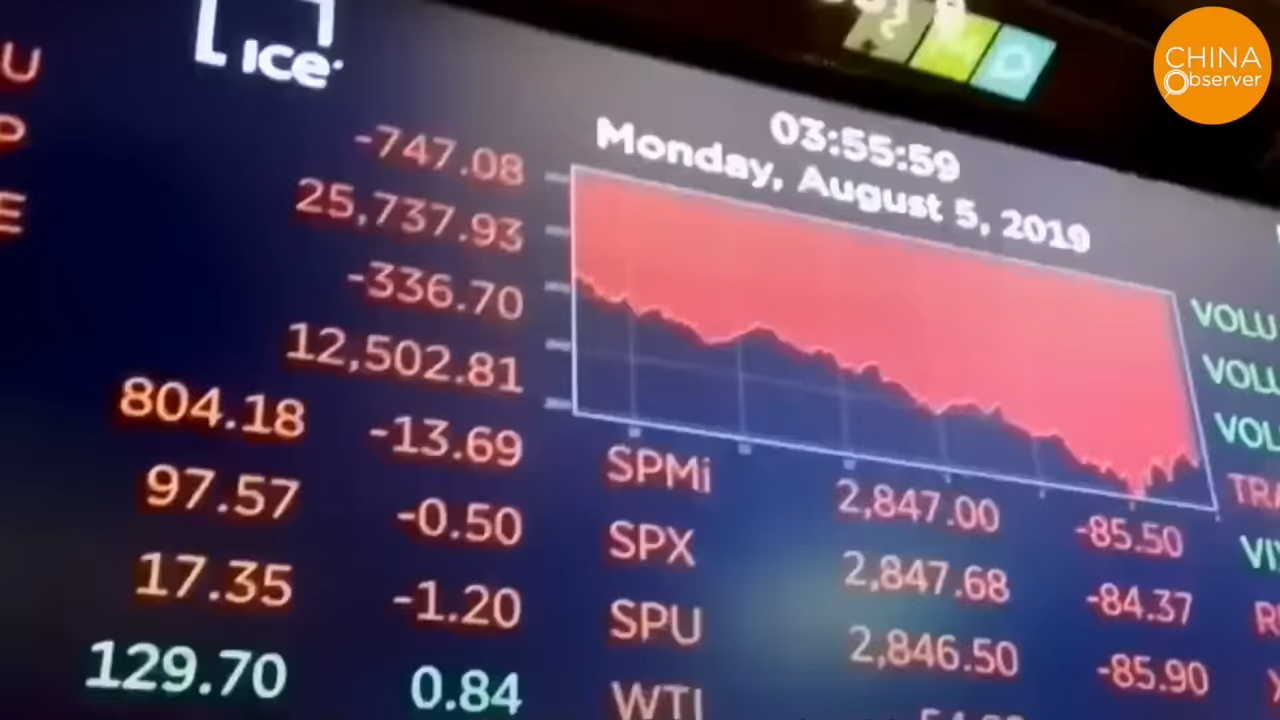 CHINA
Observer
ice
03:55:59
Monday, August 5, 2019
U
P
E
-747.08
25,737.93
-336.70
12,502.81
804.18 -13.69
97.57 -0.50
17.35 -1.20
129.70 0.84
SPMi 2,847.00 -85.50
SPX 2,847.68 -84.37
SPU 2,846.50 -85.90
WTI
VOLU
VOLU
VOL
TRA
VI
R